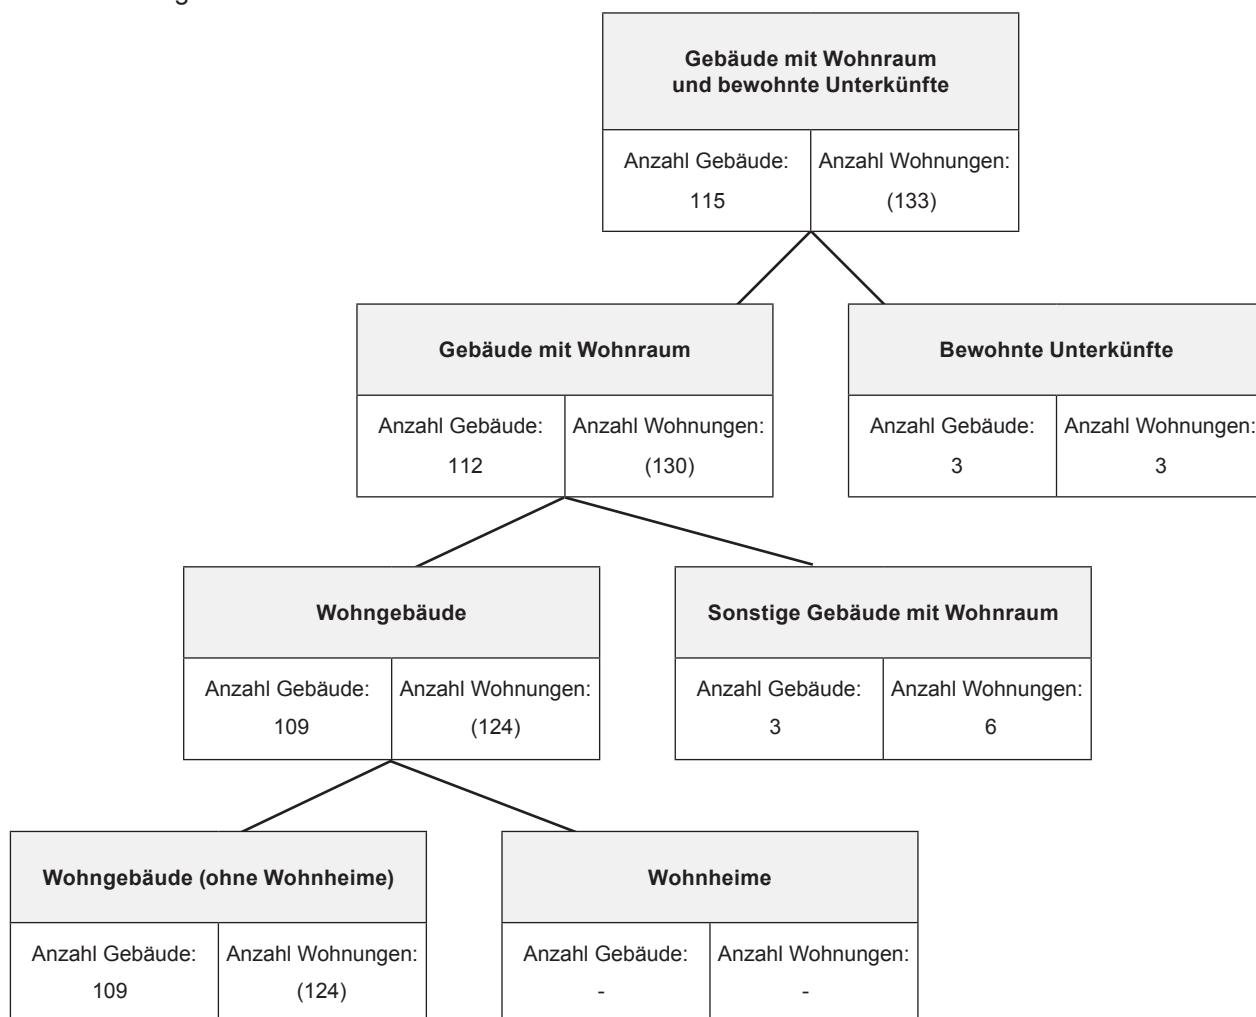 Gebäude mit Wohnraum
und bewohnte Unterkünfte
Anzahl Gebäude: Anzahl Wohnungen:
115 (133)
Gebäude mit Wohnraum
Bewohnte Unterkünfte
Anzahl Gebäude: Anzahl Wohnungen:
112 (130)
Anzahl Gebäude: Anzahl Wohnungen:
3 3
Wohngebäude
Sonstige Gebäude mit Wohnraum
Anzahl Gebäude: Anzahl Wohnungen:
109 (124)
Anzahl Gebäude: Anzahl Wohnungen:
3 6
Wohngebäude (ohne Wohnheime)
Wohnheime
Anzahl Gebäude: Anzahl Wohnungen:
109 (124)
Anzahl Gebäude: Anzahl Wohnungen:
- -